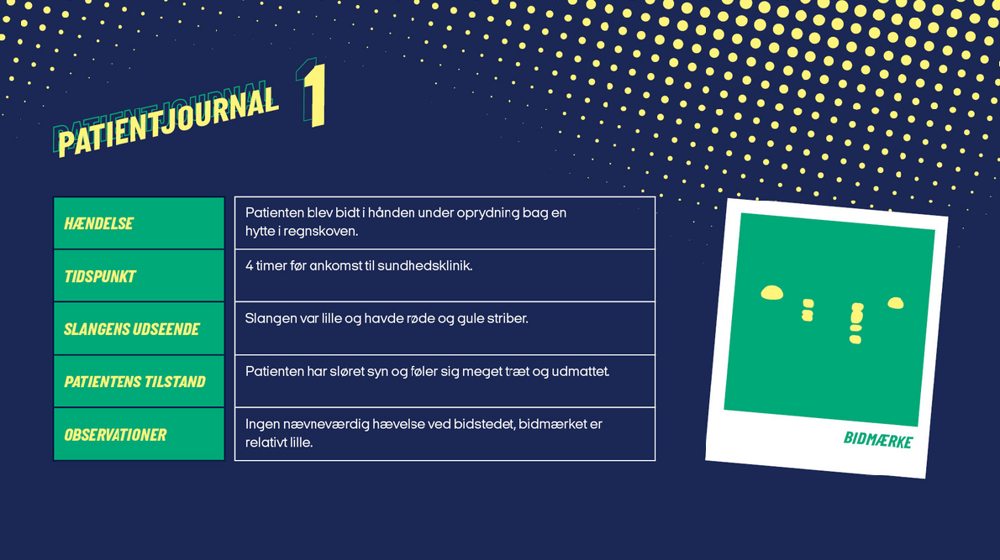 PATIENTJOURNAL 1
HÆNDELSE
Patienten blev bidt i hånden under oprydning bag en
hytte i regnskoven.
TIDSPUNKT
4 timer før ankomst til sundhedsklinik.
SLANGENS UDSEENDE
Slangen var lille og havde røde og gule striber.
PATIENTENS TILSTAND
Patienten har sløret syn og føler sig meget træt og udmattet.
OBSERVATIONER
Ingen nævneværdig hævelse ved bidstedet, bidmærket er
relativt lille.
BIDMÆRKE